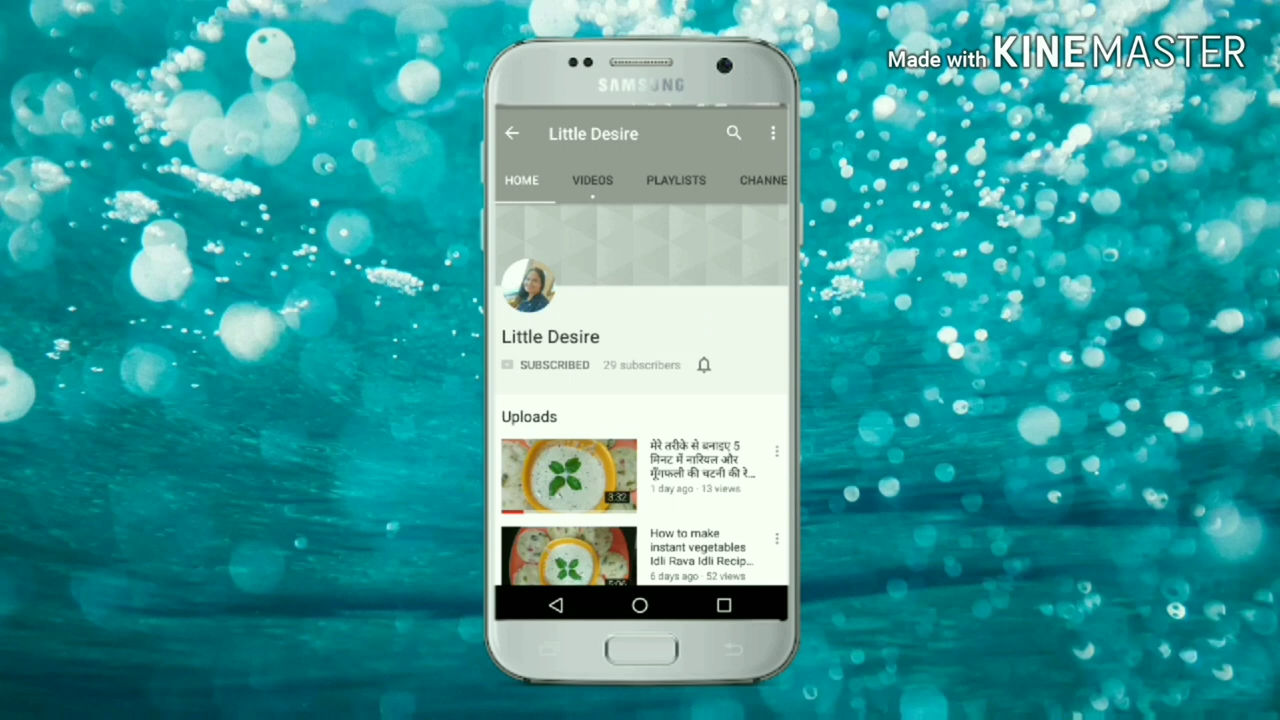 Made with KINEMASTER
SAMSUNG
Little Desire
HOME VIDEOS PLAYLISTS CHANNE
Little Desire
SUBSCRIBED 29 subscribers
Uploads
मेरे तरीके से बनाइए 5
मिनट में नारियल और
मूँगफली की चटनी की रे...
1 day ago · 13 views
3:32
How to make
instant vegetables
Idli Rava Idli Recip...
6 days ago · 52 views
5:06